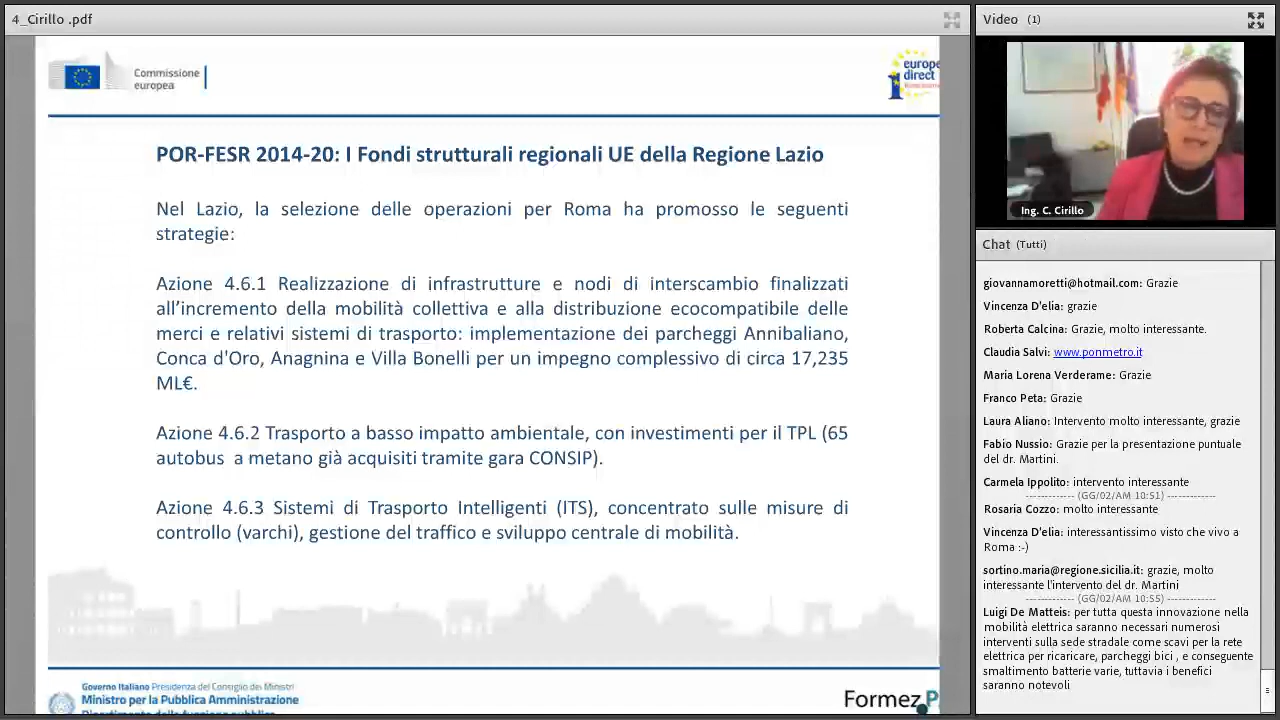 4_Cirillo .pdf
Commissione
europea
europe
direct
POR-FESR 2014-20: I Fondi strutturali regionali UE della Regione Lazio
Nel Lazio, la selezione delle operazioni per Roma ha promosso le seguenti
strategie:
Azione 4.6.1 Realizzazione di infrastrutture e nodi di interscambio finalizzati
all'incremento della mobilità collettiva e alla distribuzione ecocompatibile delle
merci e relativi sistemi di trasporto: implementazione dei parcheggi Annibaliano,
Conca d'Oro, Anagnina e Villa Bonelli per un impegno complessivo di circa 17,235
ML€.
Azione 4.6.2 Trasporto a basso impatto ambientale, con investimenti per il TPL (65
autobus a metano già acquisiti tramite gara CONSIP).
Azione 4.6.3 Sistemi di Trasporto Intelligenti (ITS), concentrato sulle misure di
controllo (varchi), gestione del traffico e sviluppo centrale di mobilità.
Governo Italiano Presidenza del Consiglio dei Ministri
Ministro per la Pubblica Amministrazione
Dipartimento della funzione pubblica
Formez P
Video (1)
Ing. C. Cirillo
Chat (Tutti)
giovannamoretti@hotmail.com: Grazie
Vincenza D'elia: grazie
Roberta Calcina: Grazie, molto interessante.
Claudia Salvi: www.ponmetro.it
Maria Lorena Verderame: Grazie
Franco Peta: Grazie
Laura Aliano: Intervento molto interessante, grazie
Fabio Nussio: Grazie per la presentazione puntuale
del dr. Martini.
Carmela Ippolito: intervento interessante
------------ (GG/02/AM 10:51) ------------
Rosaria Cozzo: molto interessante
Vincenza D'elia: interessantissimo visto che vivo a
Roma :-)
sortino.maria@regione.sicilia.it: grazie, molto
interessante l'intervento del dr. Martini
------------ (GG/02/AM 10:55) ------------
Luigi De Matteis: per tutta questa innovazione nella
mobilità elettrica saranno necessari numerosi
interventi sulla sede stradale come scavi per la rete
elettrica per ricaricare, parcheggi bici , e conseguente
smaltimento batterie varie, tuttavia i benefici
saranno notevoli